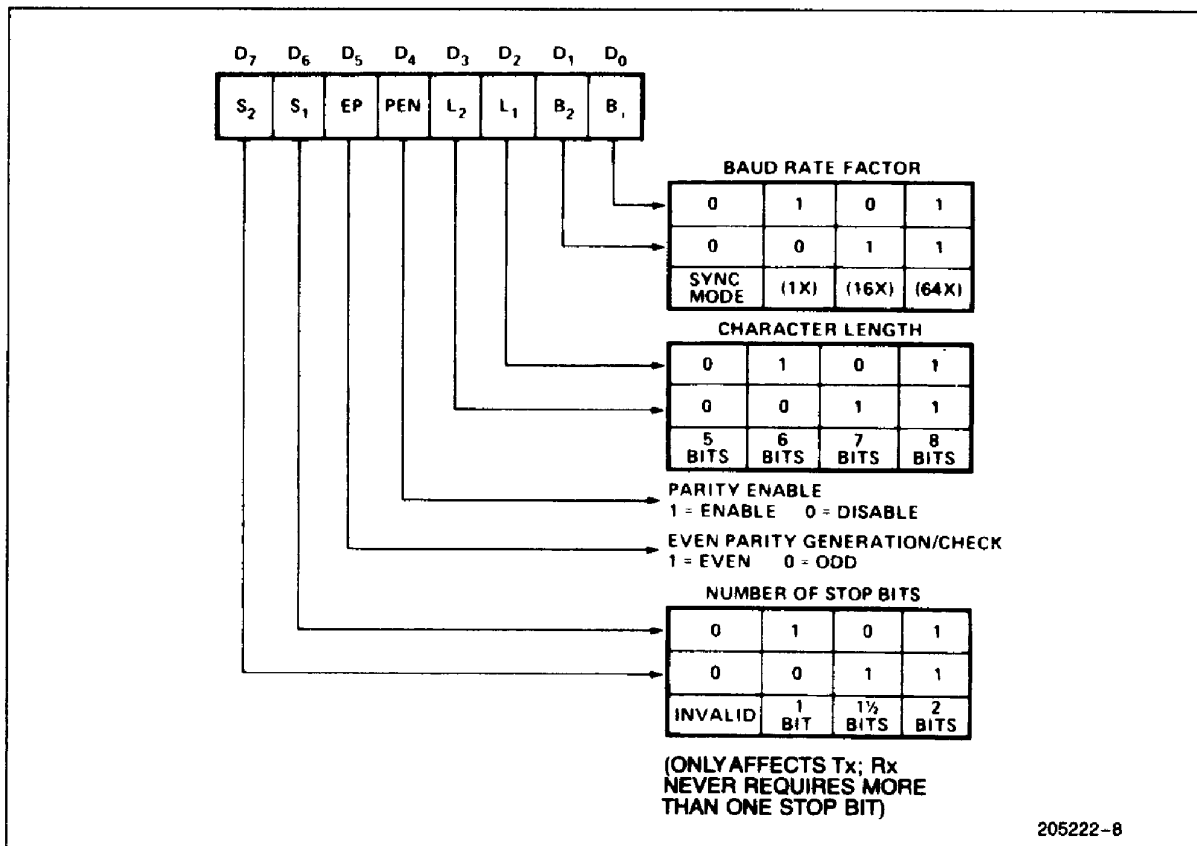 D₇ D₆ D₅ D₄ D₃ D₂ D₁ D₀
S₂ S₁ EP PEN L₂ L₁ B₂ B₁
BAUD RATE FACTOR
0 1 0 1
0 0 1 1
SYNC MODE (1X) (16X) (64X)
CHARACTER LENGTH
0 1 0 1
0 0 1 1
5 BITS 6 BITS 7 BITS 8 BITS
PARITY ENABLE
1 = ENABLE 0 = DISABLE
EVEN PARITY GENERATION/CHECK
1 = EVEN 0 = ODD
NUMBER OF STOP BITS
0 1 0 1
0 0 1 1
INVALID 1 BIT 1½ BITS 2 BITS
(ONLY AFFECTS Tx; Rx
NEVER REQUIRES MORE
THAN ONE STOP BIT)
205222-8